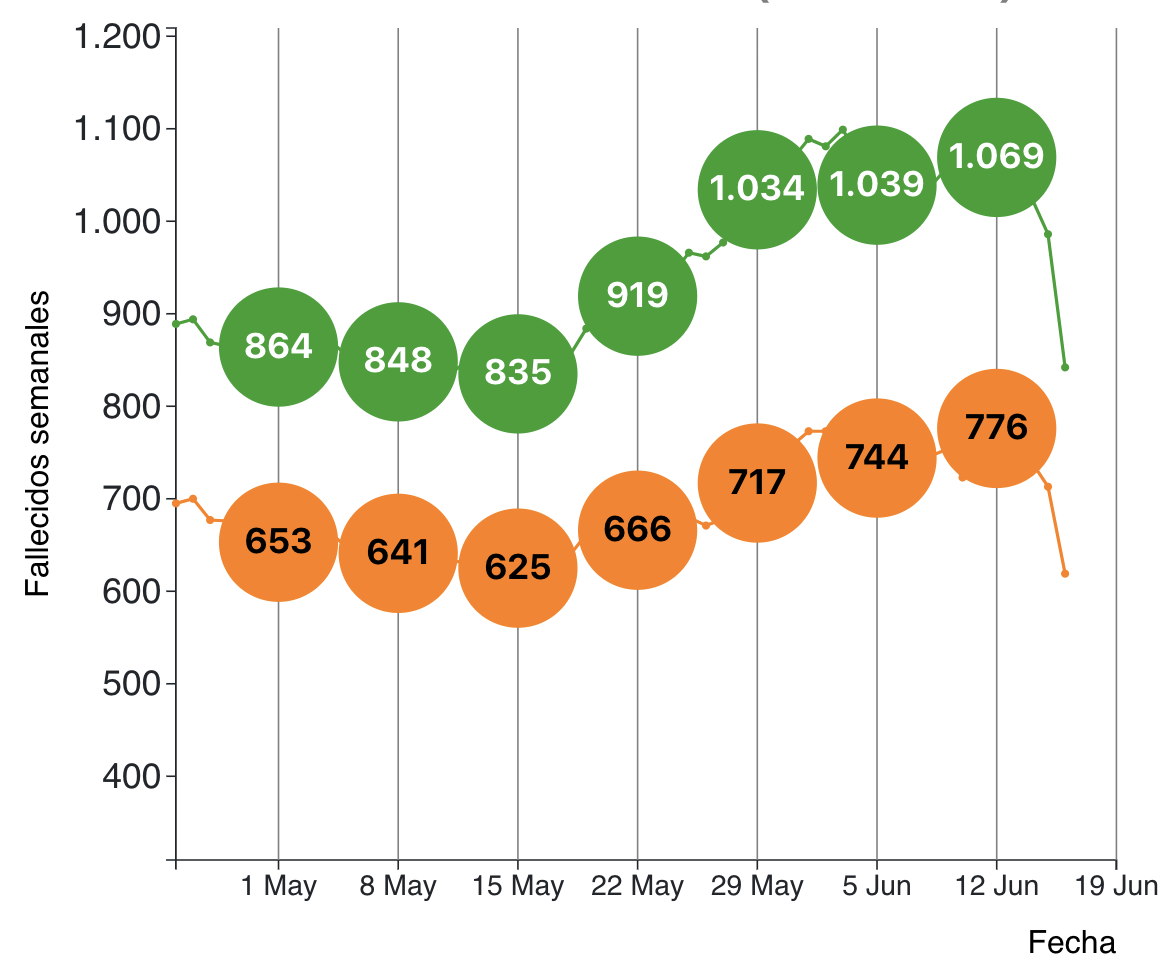 1.200
1.100
1.000
900
800
700
600
500
400
Fallecidos semanales
864
848
835
919
1.034
1.039
1.069
653
641
625
666
717
744
776
1 May
8 May
15 May
22 May
29 May
5 Jun
12 Jun
19 Jun
Fecha